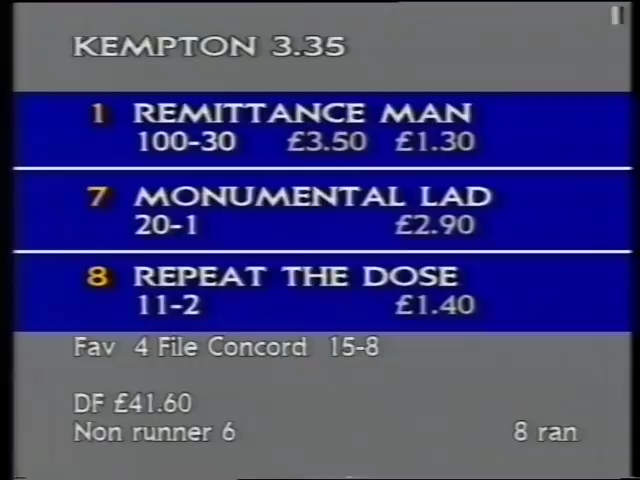 KEMPTON 3.35
1 REMITTANCE MAN
100-30 £3.50 £1.30
7 MONUMENTAL LAD
20-1 £2.90
8 REPEAT THE DOSE
11-2 £1.40
Fav 4 File Concord 15-8
DF £41.60
Non runner 6 8 ran